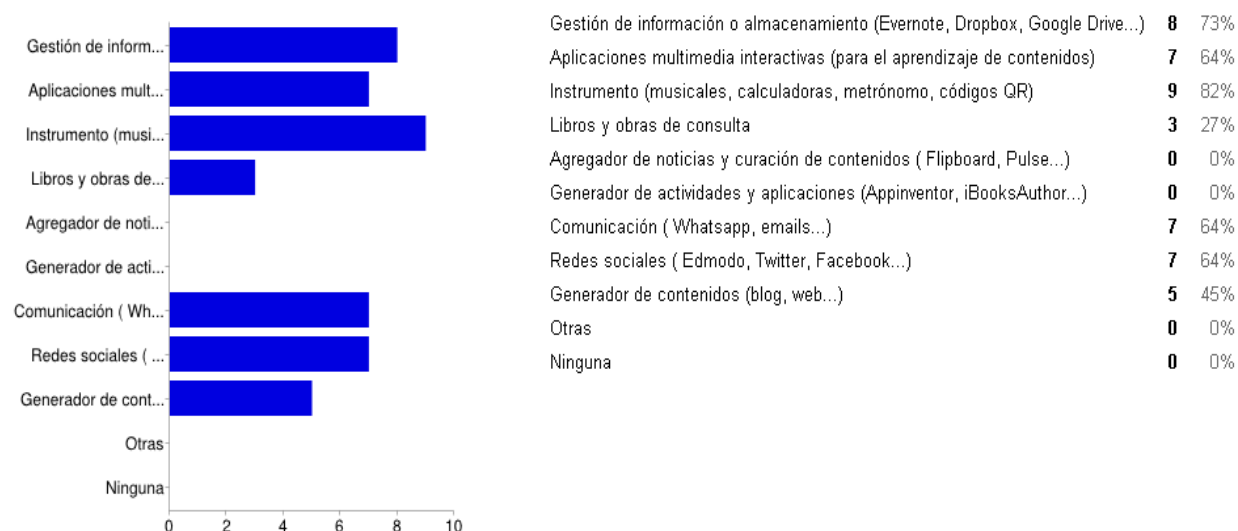 Gestión de inform...
Aplicaciones mult...
Instrumento (musi...
Libros y obras de...
Agregador de noti...
Generador de acti...
Comunicación ( Wh...
Redes sociales ( ...
Generador de cont...
Otras
Ninguna
0 2 4 6 8 10
Gestión de información o almacenamiento (Evernote, Dropbox, Google Drive...) 8 73%
Aplicaciones multimedia interactivas (para el aprendizaje de contenidos) 7 64%
Instrumento (musicales, calculadoras, metrónomo, códigos QR) 9 82%
Libros y obras de consulta 3 27%
Agregador de noticias y curación de contenidos ( Flipboard, Pulse...) 0 0%
Generador de actividades y aplicaciones (Appinventor, iBooksAuthor...) 0 0%
Comunicación ( Whatsapp, emails...) 7 64%
Redes sociales ( Edmodo, Twitter, Facebook...) 7 64%
Generador de contenidos (blog, web...) 5 45%
Otras 0 0%
Ninguna 0 0%